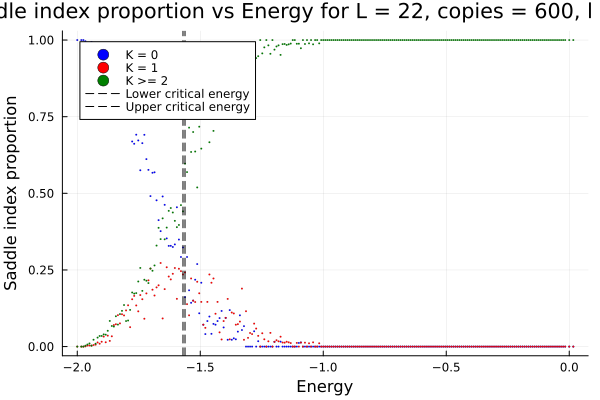 dle index proportion vs Energy for L = 22, copies = 600,
1.00
K = 0
K = 1
K >= 2
Lower critical energy
Upper critical energy
0.75
Saddle index proportion
0.50
0.25
0.00
−2.0 −1.5 −1.0 −0.5 0.0
Energy